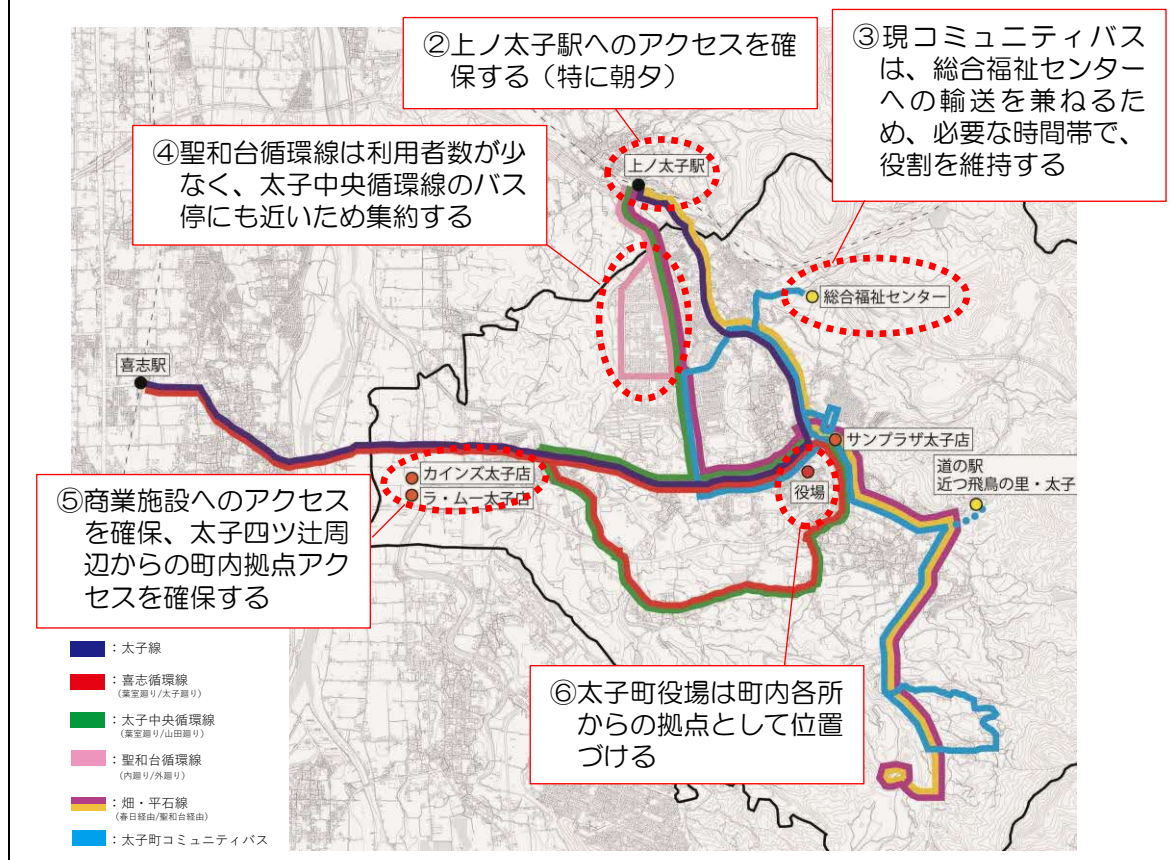 ②上ノ太子駅へのアクセスを確
保する（特に朝夕）
③現コミュニティバス
は、総合福祉センター
への輸送を兼ねるた
め、必要な時間帯で、
役割を維持する
④聖和台循環線は利用者数が少
なく、太子中央循環線のバス
停にも近いため集約する
上ノ太子駅
総合福祉センター
喜志駅
サンプラザ太子店
カインズ太子店
ラ・ムー太子店
役場
道の駅
近つ飛鳥の里・太子
⑤商業施設へのアクセス
を確保、太子四ツ辻周
辺からの町内拠点アク
セスを確保する
⑥太子町役場は町内各所
からの拠点として位置
づける
：太子線
：喜志循環線
(葉室廻り/太子廻り)
：太子中央循環線
(葉室廻り/山田廻り)
：聖和台循環線
(内廻り/外廻り)
：畑・平石線
(春日経由/聖和台経由)
：太子町コミュニティバス